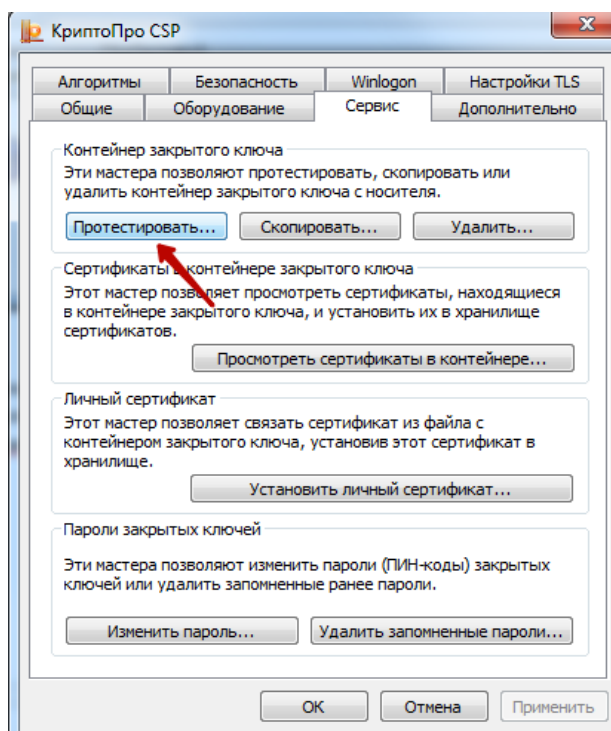 КриптоПро CSP
Алгоритмы Безопасность Winlogon Настройки TLS
Общие Оборудование Сервис Дополнительно
Контейнер закрытого ключа
Эти мастера позволяют протестировать, скопировать или
удалить контейнер закрытого ключа с носителя.
Протестировать... Скопировать... Удалить...
Сертификаты в контейнере закрытого ключа
Этот мастер позволяет просмотреть сертификаты, находящиеся
в контейнере закрытого ключа, и установить их в хранилище
сертификатов.
Просмотреть сертификаты в контейнере...
Личный сертификат
Этот мастер позволяет связать сертификат из файла с
контейнером закрытого ключа, установив этот сертификат в
хранилище.
Установить личный сертификат...
Пароли закрытых ключей
Эти мастера позволяют изменить пароли (ПИН-коды) закрытых
ключей или удалить запомненные ранее пароли.
Изменить пароль... Удалить запомненные пароли...
ОК Отмена Применить